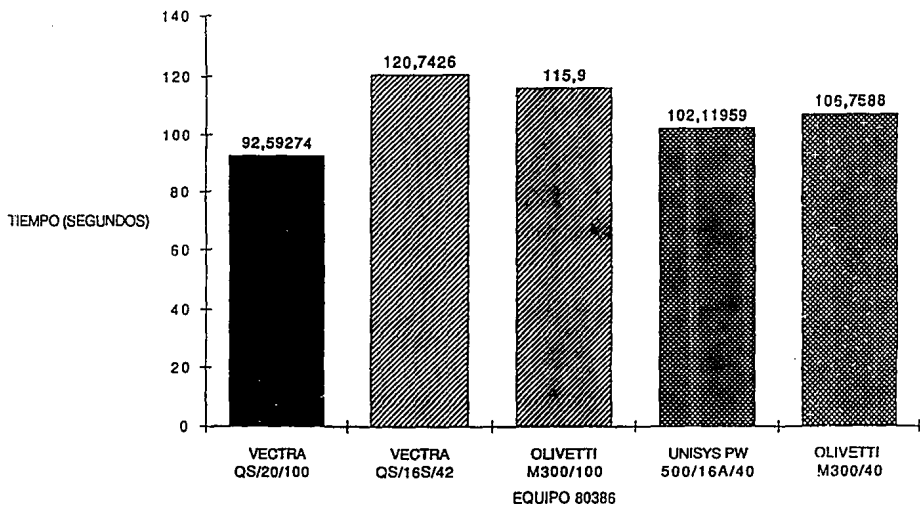 140
120
100
80
60
40
20
0
TIEMPO (SEGUNDOS)
92,59274
120,7426
115,9
102,11959
106,7588
VECTRA
QS/20/100
VECTRA
QS/16S/42
OLIVETTI
M300/100
UNISYS PW
500/16A/40
OLIVETTI
M300/40
EQUIPO 80386